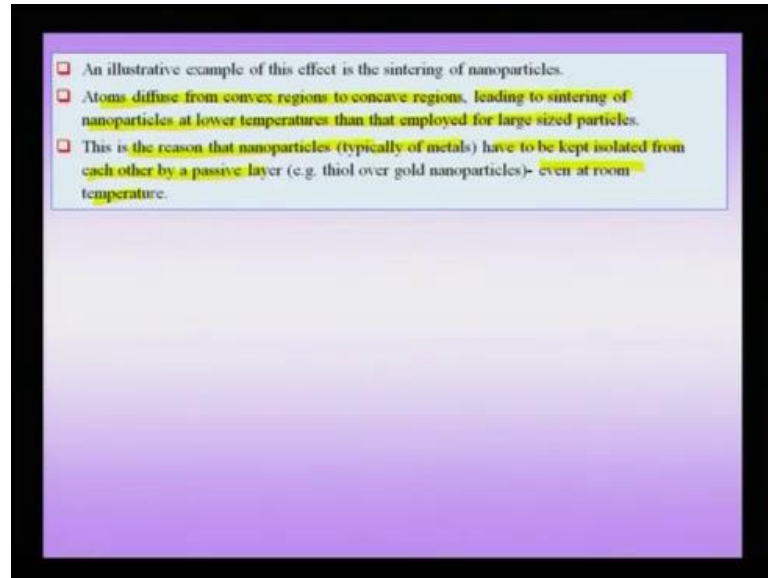 An illustrative example of this effect is the sintering of nanoparticles.
Atoms diffuse from convex regions to concave regions, leading to sintering of
nanoparticles at lower temperatures than that employed for large sized particles.
This is the reason that nanoparticles (typically of metals) have to be kept isolated from
each other by a passive layer (e.g. thiol over gold nanoparticles)- even at room
temperature.